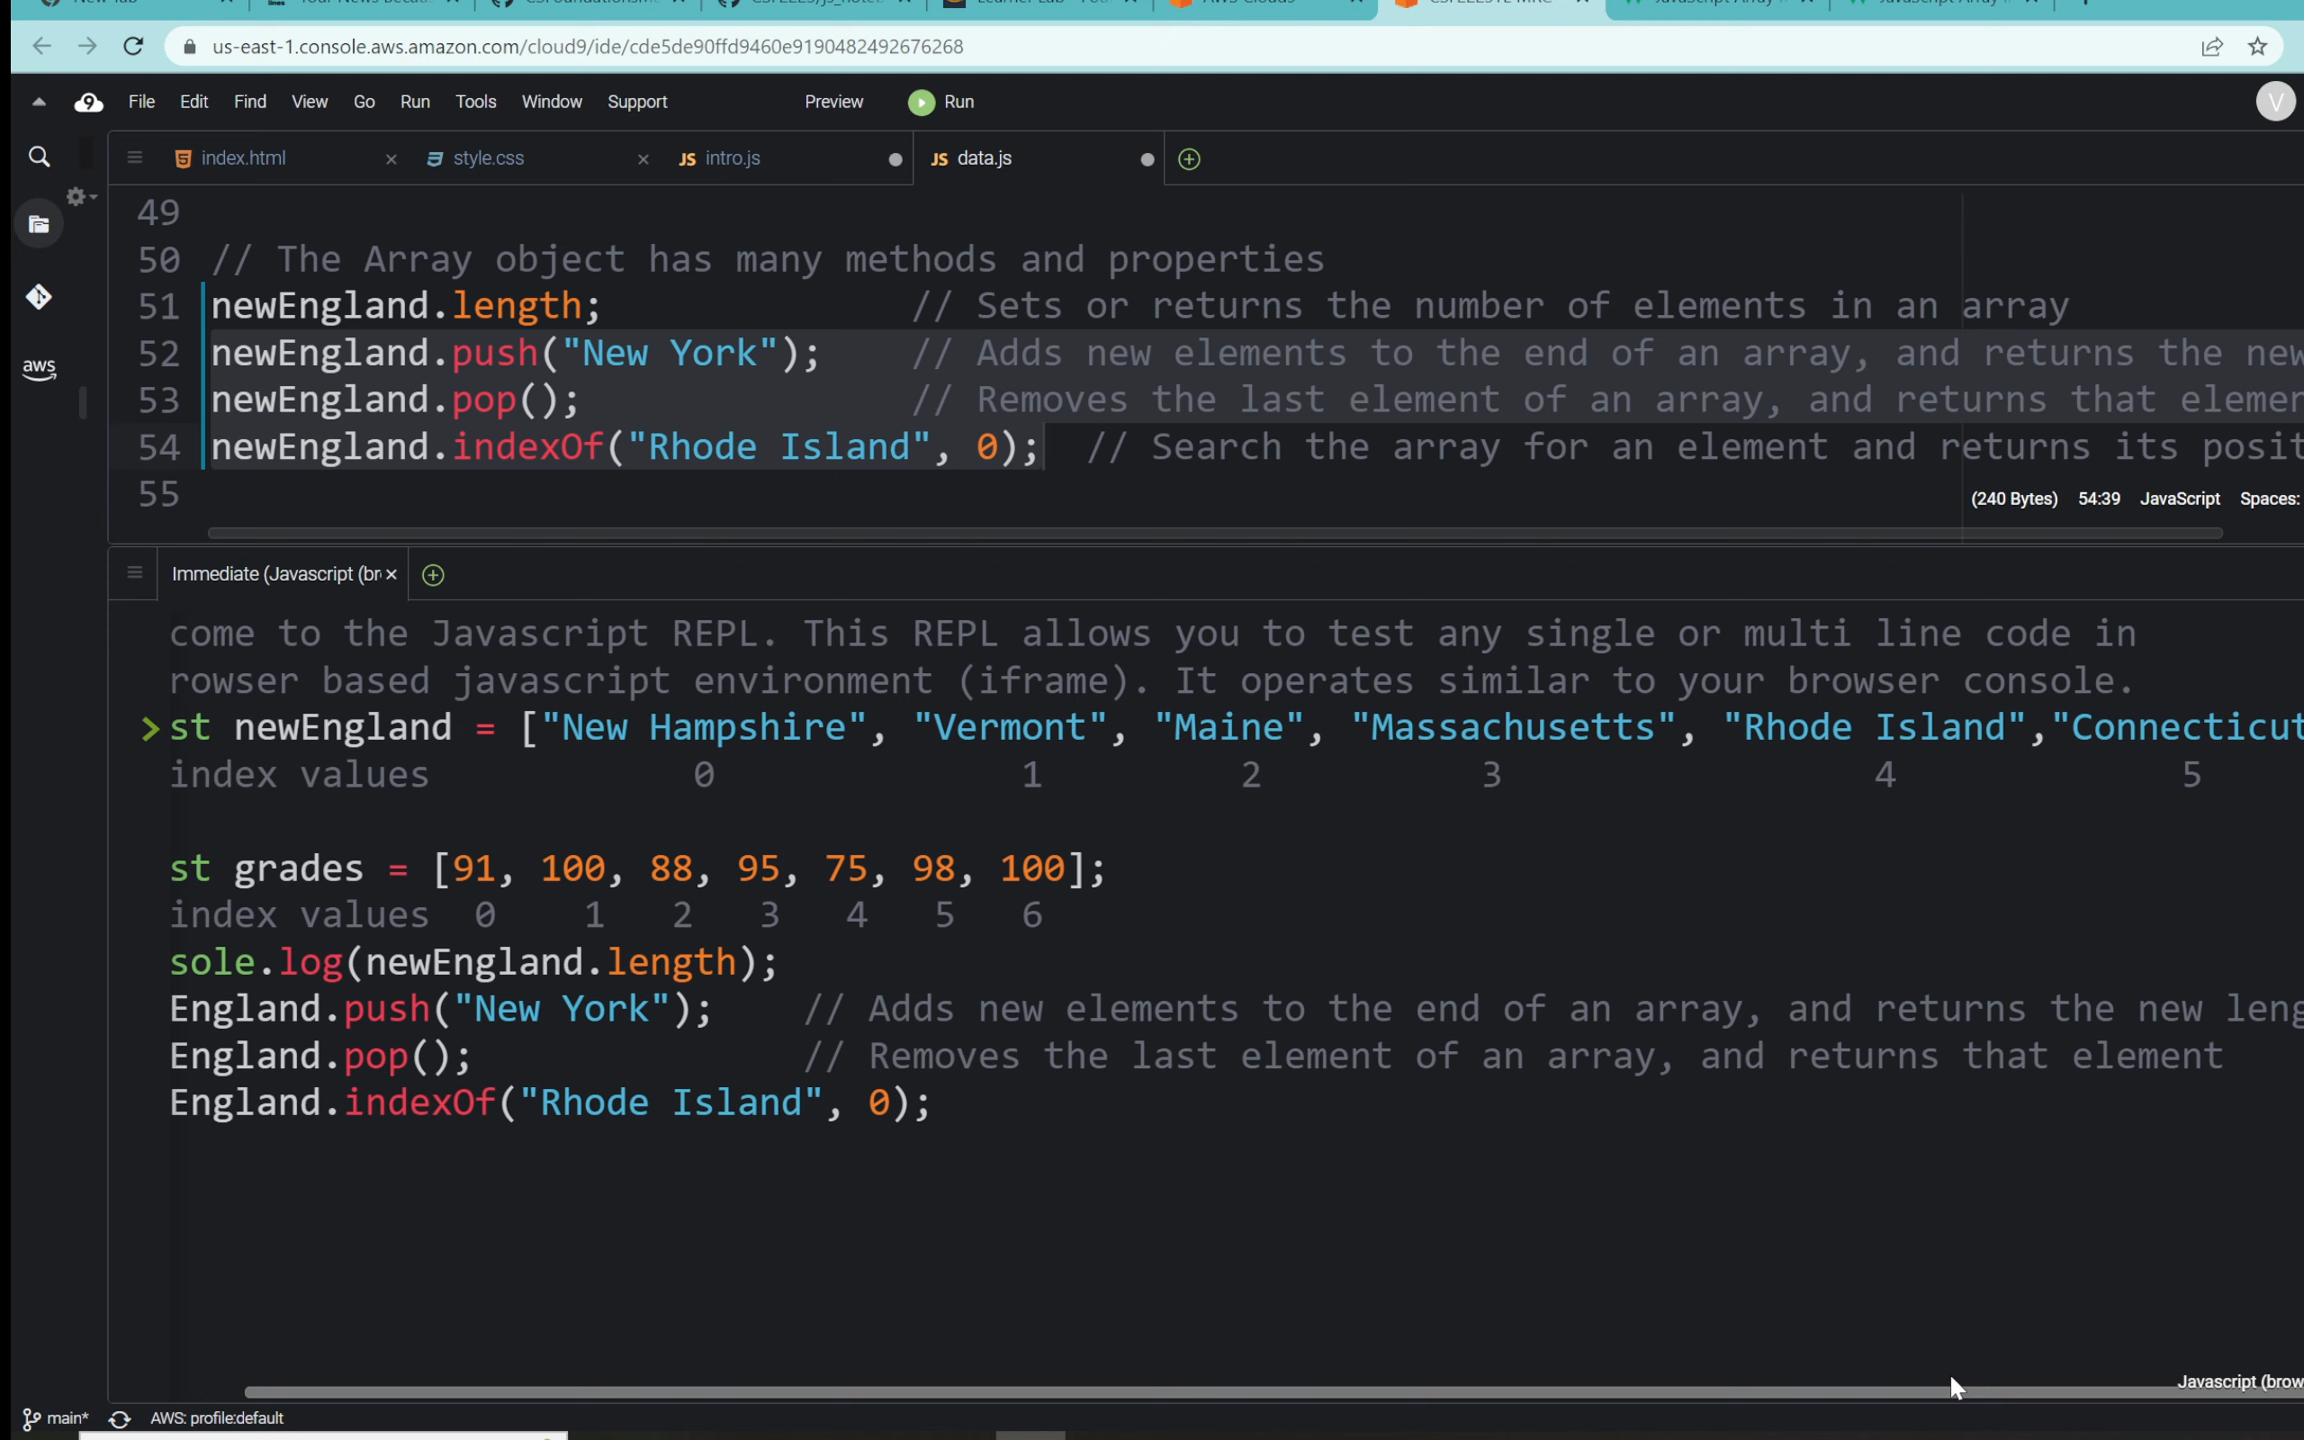 us-east-1.console.aws.amazon.com/cloud9/ide/cde5de90ffd9460e9190482492676268
9 File Edit Find View Go Run Tools Window Support Preview Run V
index.html style.css JS intro.js JS data.js
49
50 // The Array object has many methods and properties
51 newEngland.length; // Sets or returns the number of elements in an array
52 newEngland.push("New York"); // Adds new elements to the end of an array, and returns the new
53 newEngland.pop(); // Removes the last element of an array, and returns that elemen
54 newEngland.indexOf("Rhode Island", 0); // Search the array for an element and returns its posit
55
(240 Bytes) 54:39 JavaScript Spaces:
aws
Immediate (Javascript (br
come to the Javascript REPL. This REPL allows you to test any single or multi line code in
rowser based javascript environment (iframe). It operates similar to your browser console.
st newEngland = ["New Hampshire", "Vermont", "Maine", "Massachusetts", "Rhode Island","Connecticut
index values 0 1 2 3 4 5
st grades = [91, 100, 88, 95, 75, 98, 100];
index values 0 1 2 3 4 5 6
sole.log(newEngland.length);
England.push("New York"); // Adds new elements to the end of an array, and returns the new leng
England.pop(); // Removes the last element of an array, and returns that element
England.indexOf("Rhode Island", 0);
Javascript (brow
main* AWS: profile:default